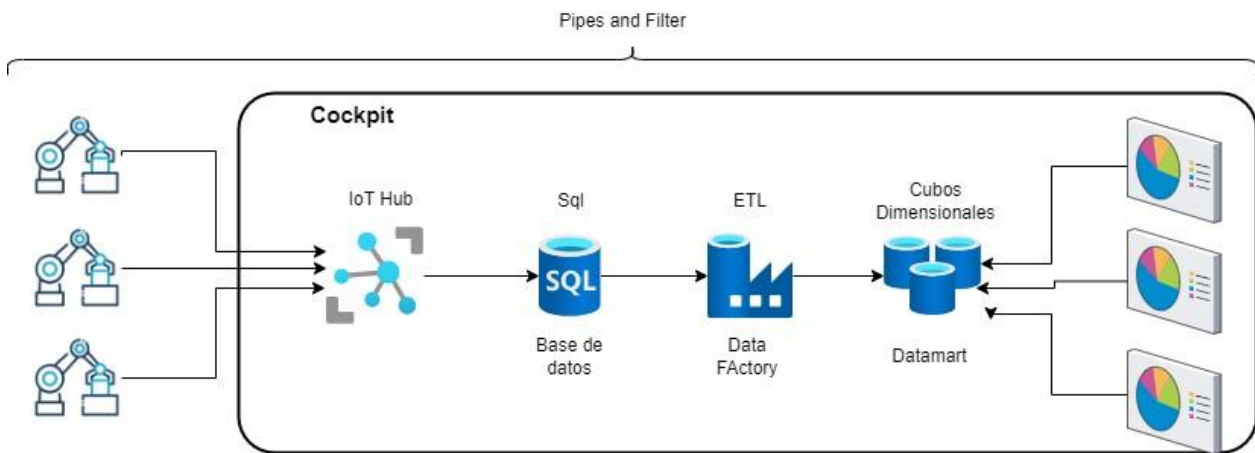 Pipes and Filter
Cockpit
IoT Hub
Sql
ETL
Cubos
Dimensionales
SQL
Base de
datos
Data
FActory
Datamart